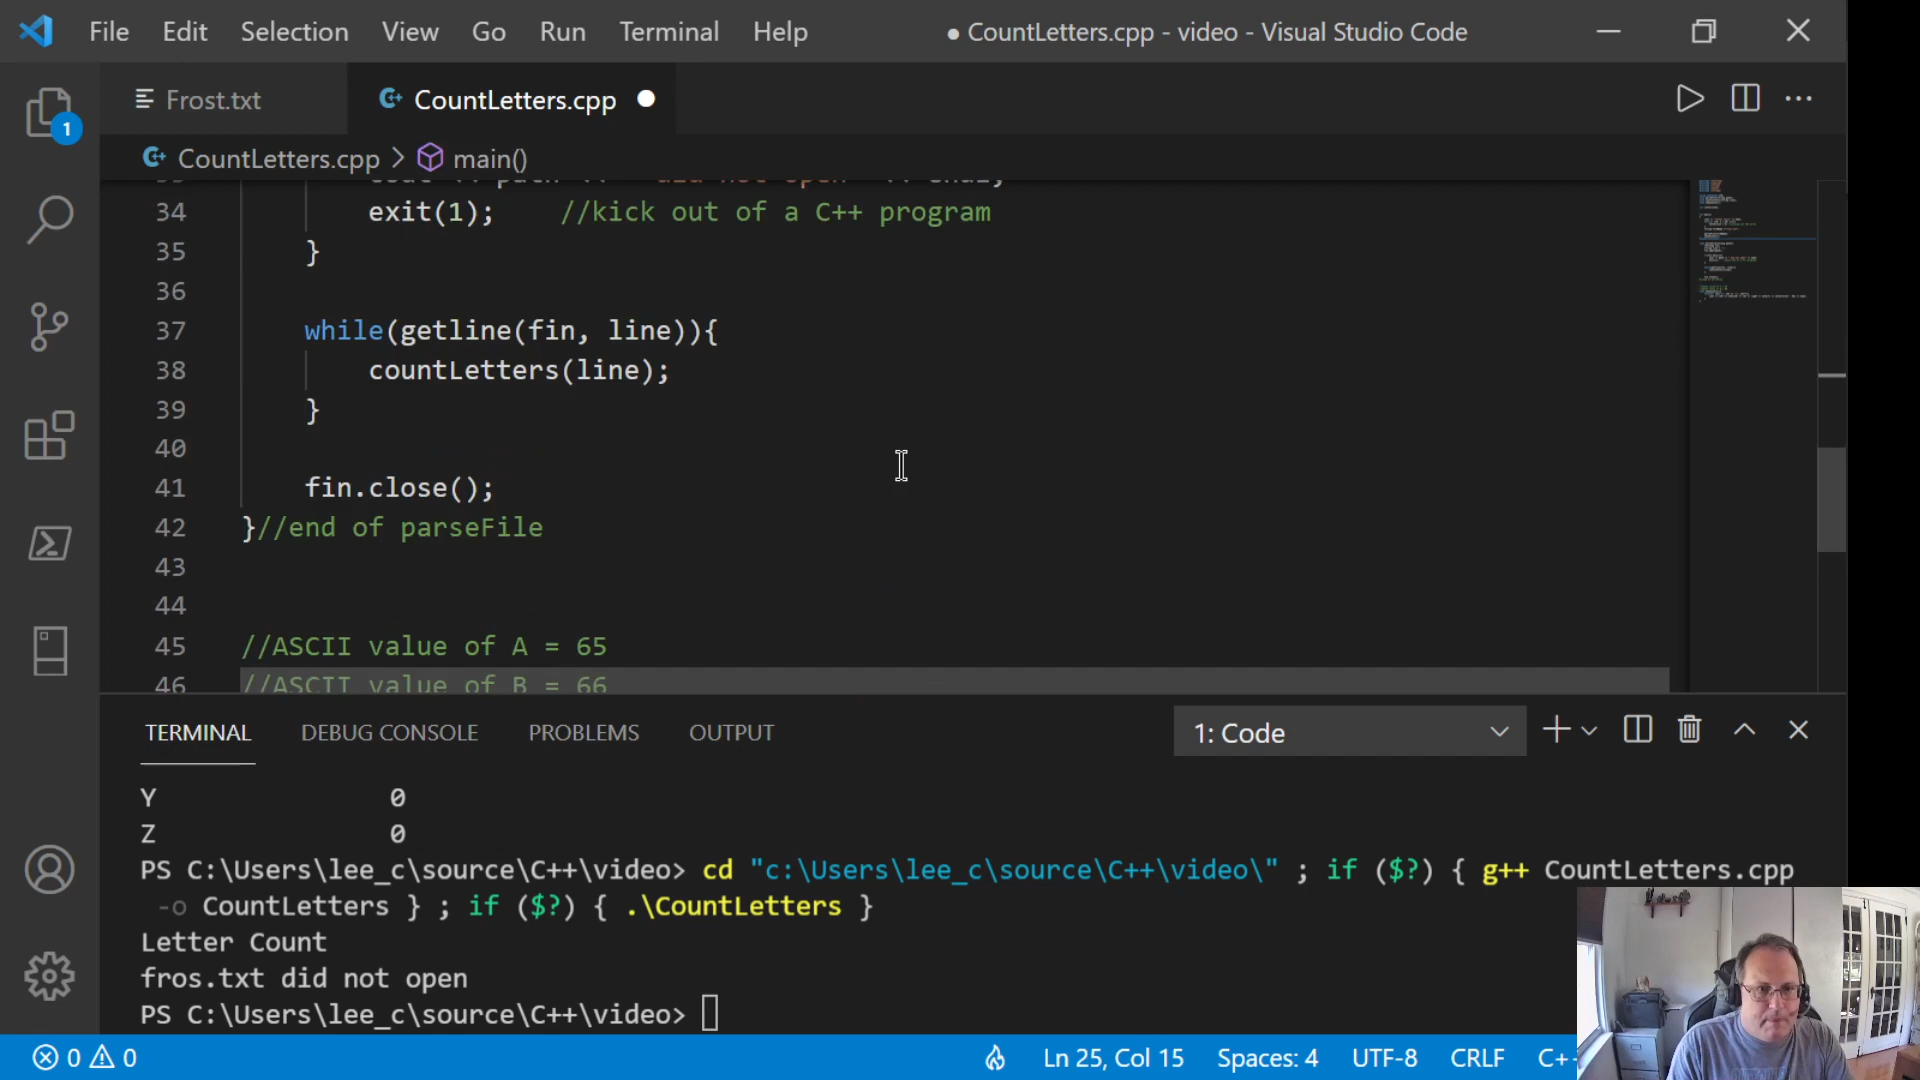 File Edit Selection View Go Run Terminal Help ● CountLetters.cpp - video - Visual Studio Code
Frost.txt CountLetters.cpp
CountLetters.cpp > main()
34 exit(1); //kick out of a C++ program
35 }
36
37 while(getline(fin, line)){
38 countLetters(line);
39 }
40
41 fin.close();
42 }//end of parseFile
43
44
45 //ASCII value of A = 65
46 //ASCII value of B = 66
TERMINAL DEBUG CONSOLE PROBLEMS OUTPUT 1: Code
Y 0
Z 0
PS C:\Users\lee_c\source\C++\video> cd "c:\Users\lee_c\source\C++\video\" ; if ($?) { g++ CountLetters.cpp
-o CountLetters } ; if ($?) { .\CountLetters }
Letter Count
fros.txt did not open
PS C:\Users\lee_c\source\C++\video>
0 0 Ln 25, Col 15 Spaces: 4 UTF-8 CRLF
1